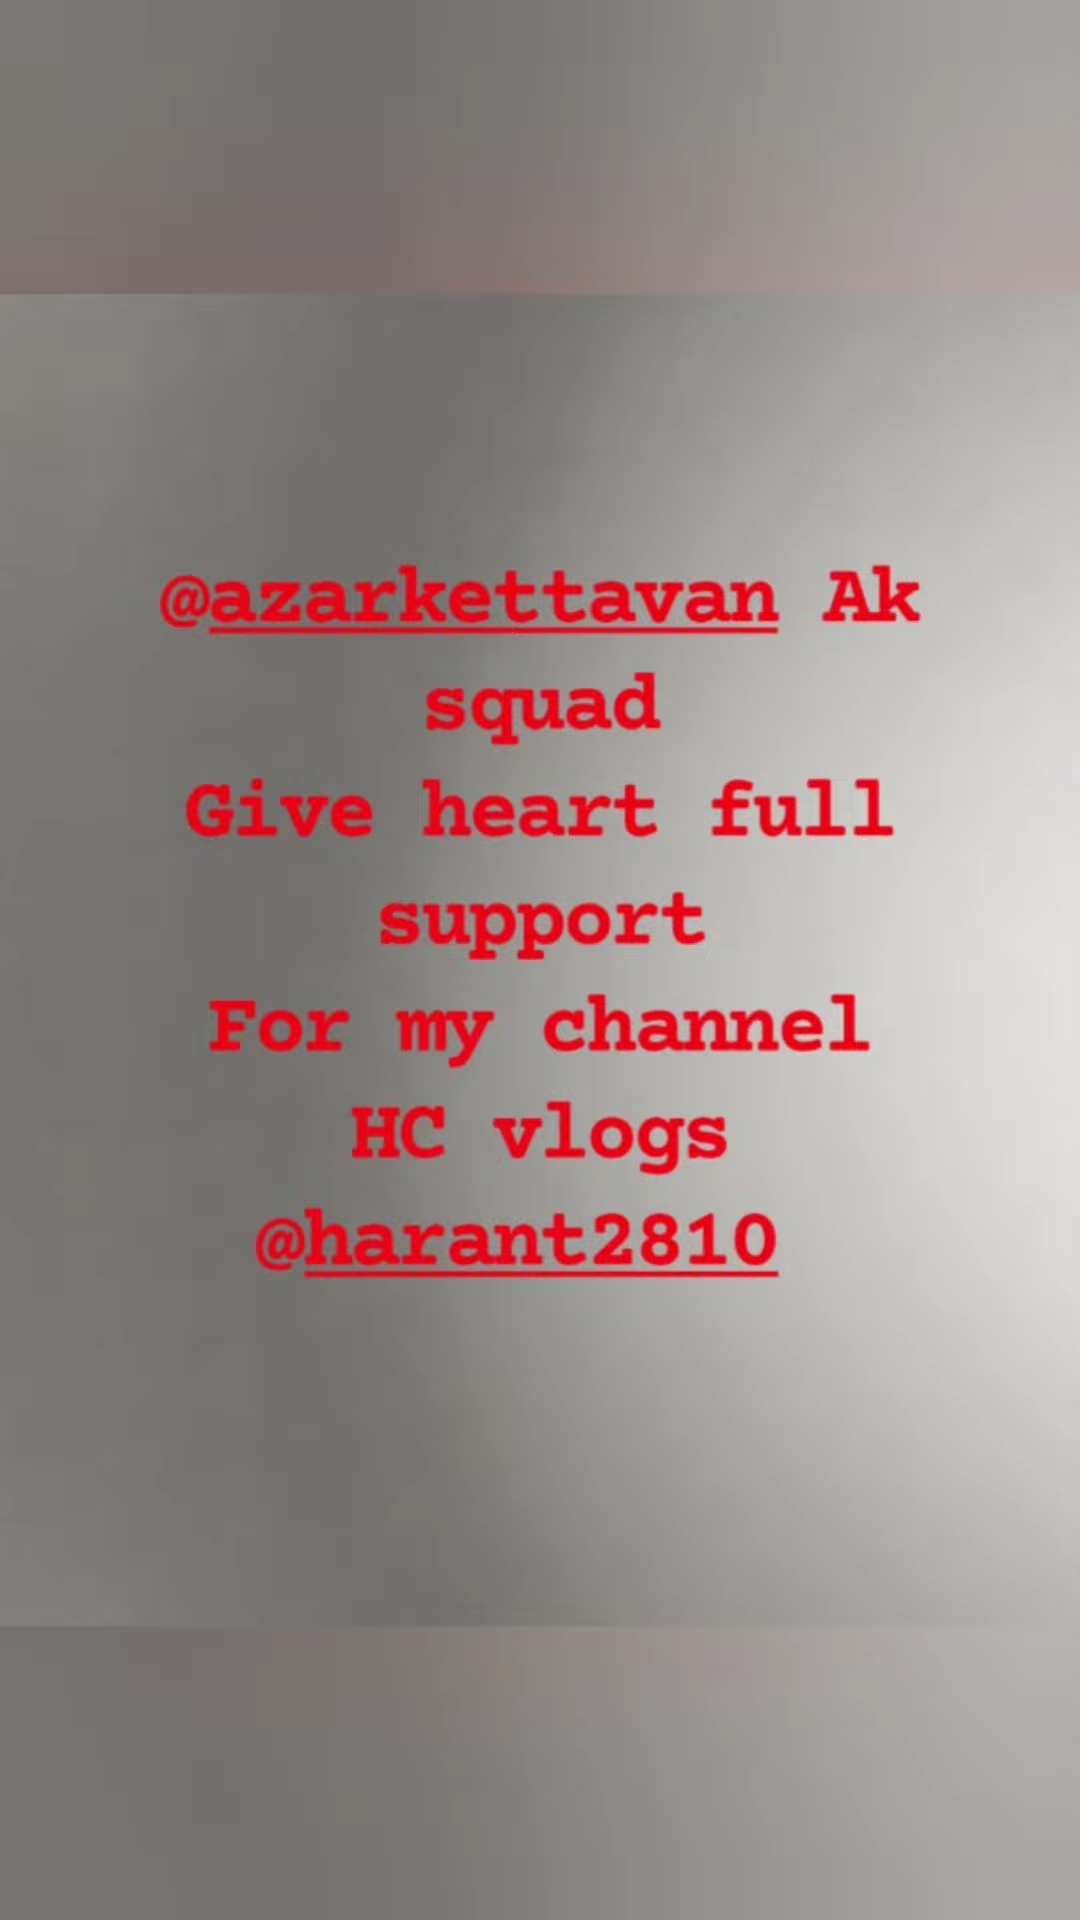 @azarkettavan Ak
squad
Give heart full
support
For my channel
HC vlogs
@harant2810